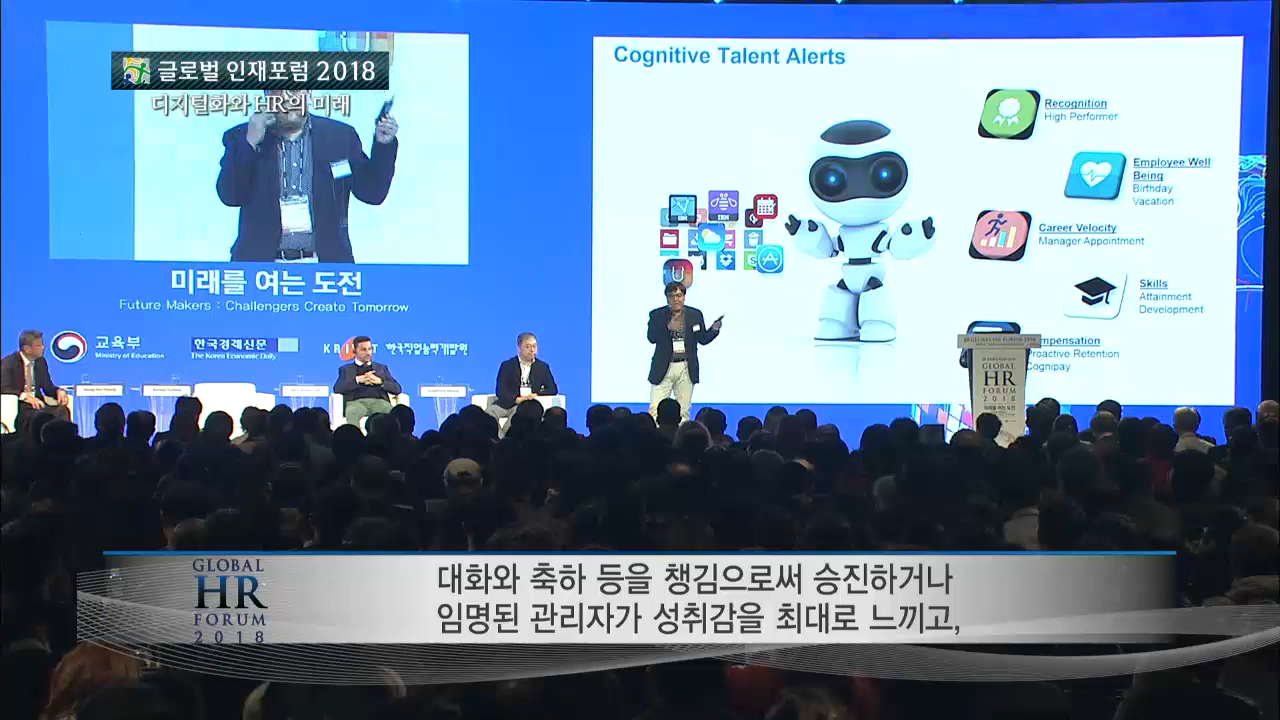 글로벌 인재포럼 2018
디지털화와 HR의 미래
미래를 여는 도전
Future Makers : Challengers Create Tomorrow
교육부
Ministry of Education
한국경제신문
The Korea Economic Daily
한국직업능력개발원
Cognitive Talent Alerts
Recognition
High Performer
Employee Well
Being
Birthday
Vacation
Career Velocity
Manager Appointment
Skills
Attainment
Development
Proactive Retention
Cognipay
IBM
GLOBAL
HR
FORUM
2018
GLOBAL
HR
FORUM
2018
대화와 축하 등을 챙김으로써 승진하거나
임명된 관리자가 성취감을 최대로 느끼고,